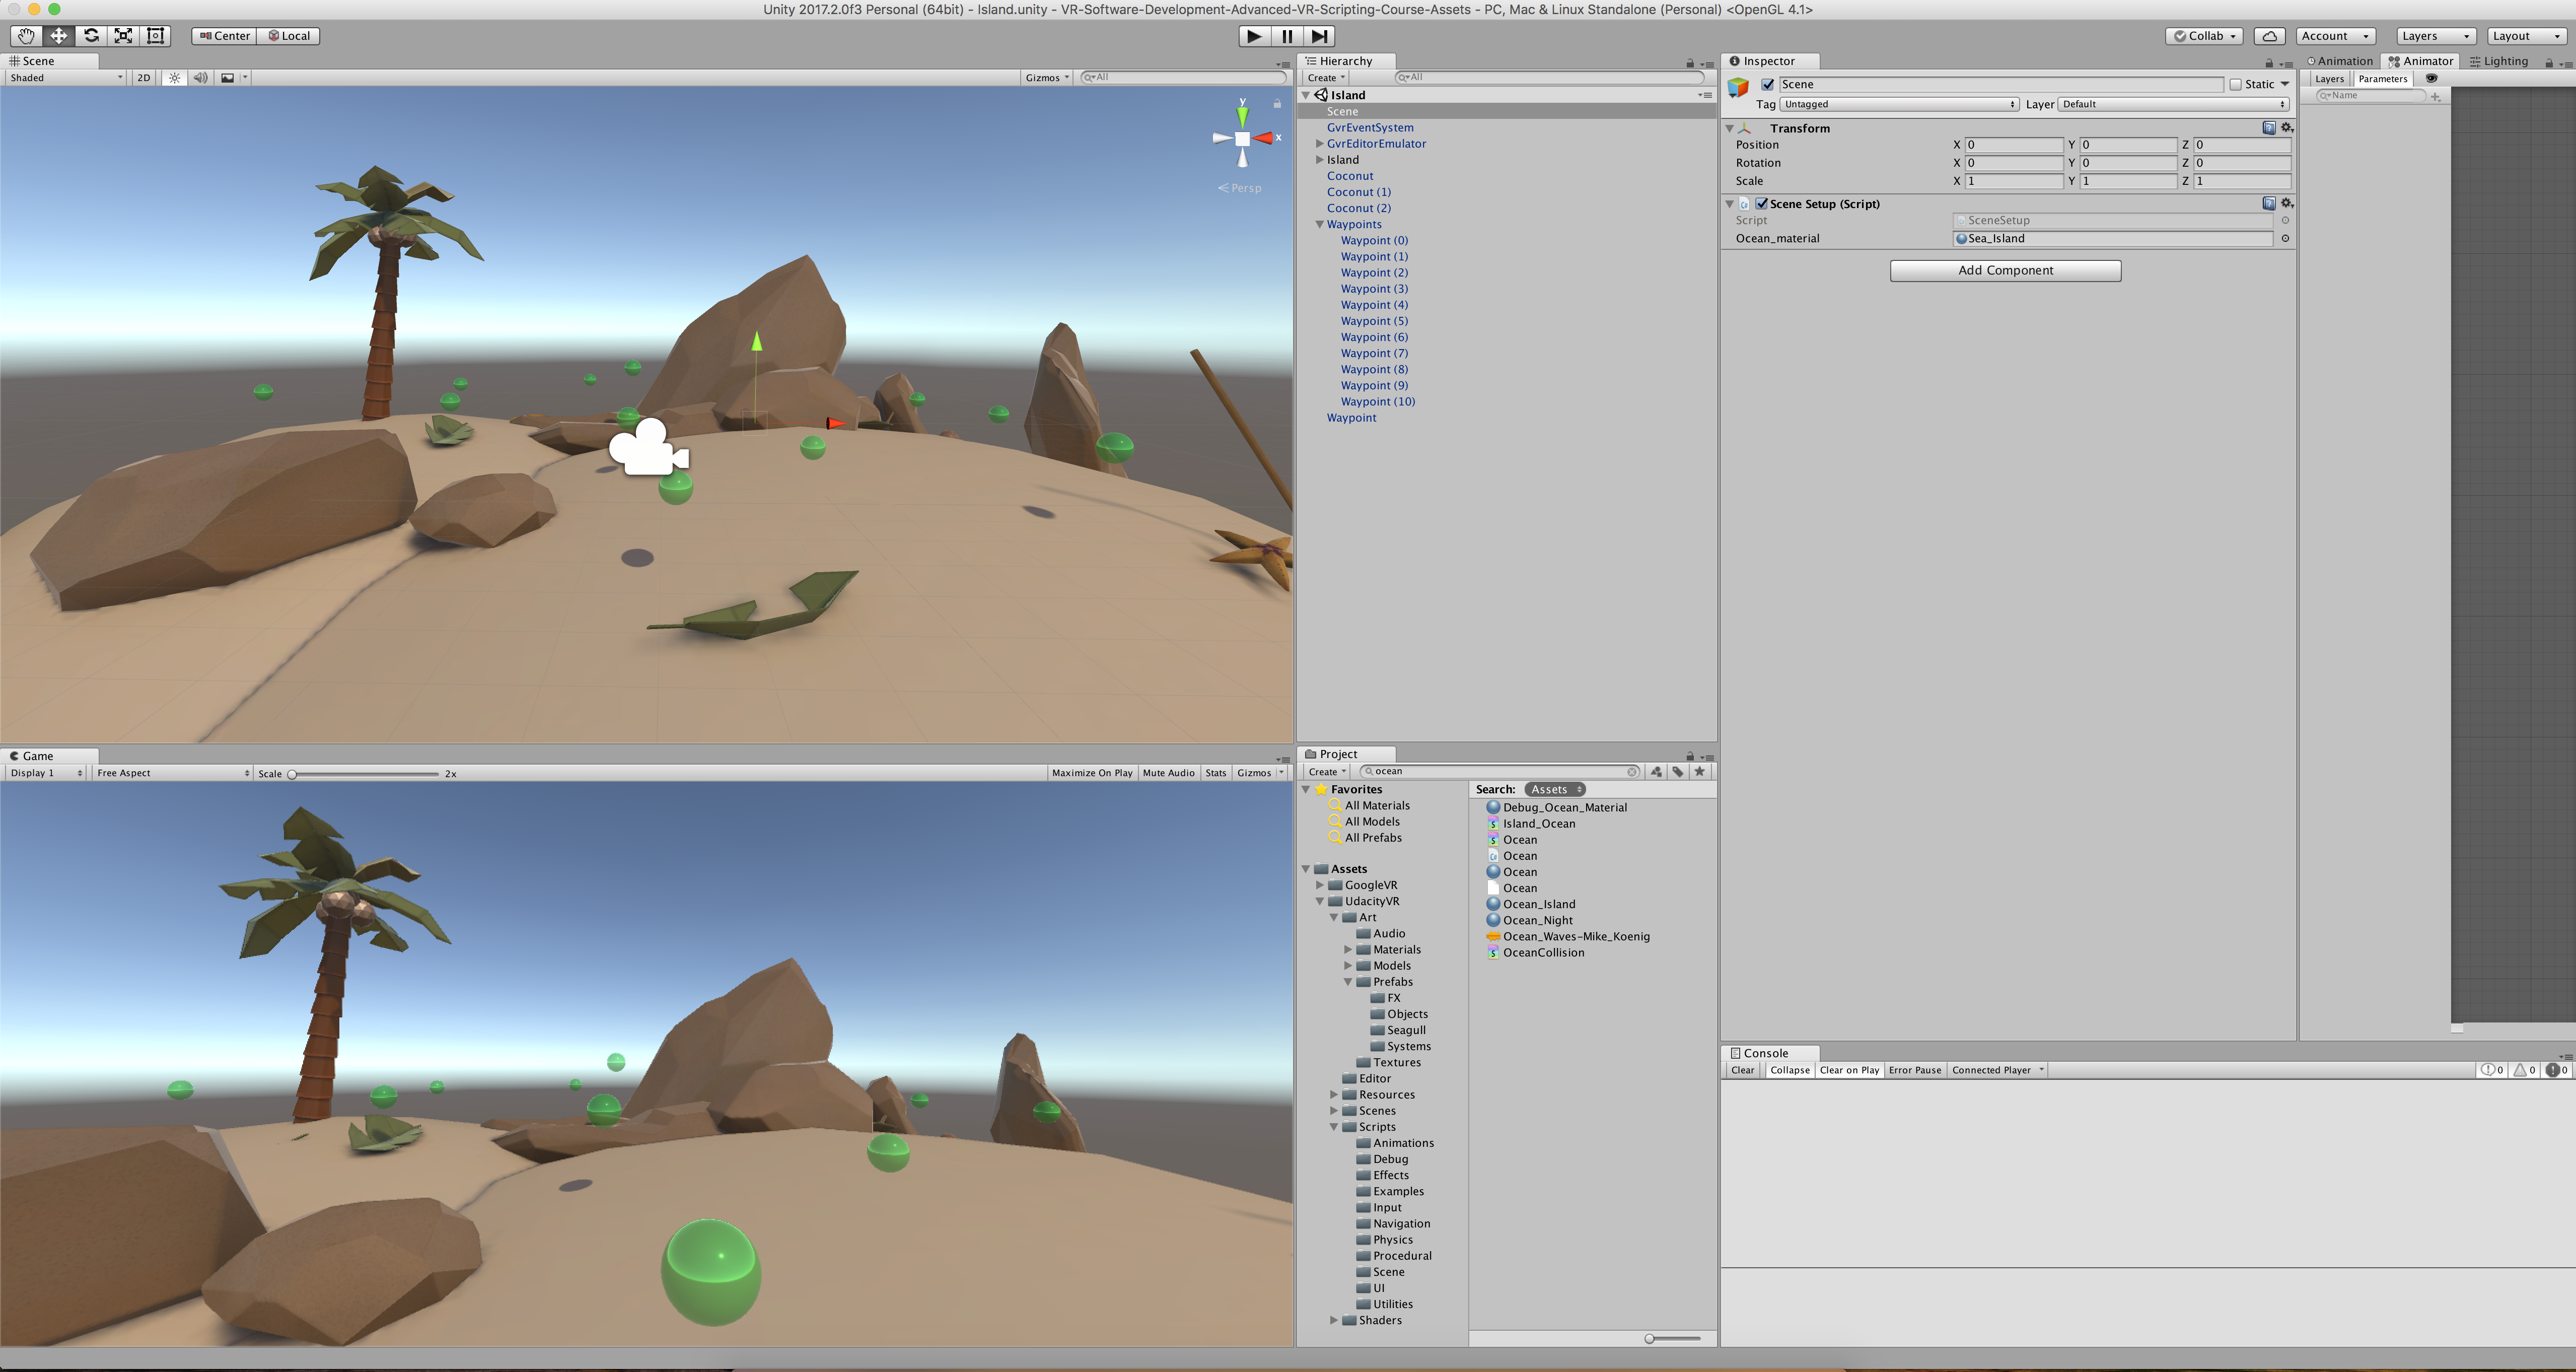 Unity 2017.2.0f3 Personal (64bit) - Island.unity - VR-Software-Development-Advanced-VR-Scripting-Course-Assets - PC, Mac & Linux Standalone (Personal) <OpenGL 4.1>
Center Local
Collab Account Layers Layout
Scene
Shaded 2D Gizmos All
y
x
Persp
Game
Display 1 Free Aspect Scale 2x Maximize On Play Mute Audio Stats Gizmos
Hierarchy
Create All
Island
Scene
GvrEventSystem
GvrEditorEmulator
Island
Coconut
Coconut (1)
Coconut (2)
Waypoints
Waypoint (0)
Waypoint (1)
Waypoint (2)
Waypoint (3)
Waypoint (4)
Waypoint (5)
Waypoint (6)
Waypoint (7)
Waypoint (8)
Waypoint (9)
Waypoint (10)
Waypoint
Project
Create ocean
Favorites
All Materials
All Models
All Prefabs
Assets
GoogleVR
UdacityVR
Art
Audio
Materials
Models
Prefabs
FX
Objects
Seagull
Systems
Textures
Editor
Resources
Scenes
Scripts
Animations
Debug
Effects
Examples
Input
Navigation
Physics
Procedural
Scene
UI
Utilities
Shaders
Search: Assets
Debug_Ocean_Material
Island_Ocean
Ocean
Ocean
Ocean
Ocean
Ocean_Island
Ocean_Night
Ocean_Waves-Mike_Koenig
OceanCollision
Inspector
Scene Static
Tag Untagged Layer Default
Transform
Position X 0 Y 0 Z 0
Rotation X 0 Y 0 Z 0
Scale X 1 Y 1 Z 1
Scene Setup (Script)
Script SceneSetup
Ocean_material Sea_Island
Add Component
Animation Animator Lighting
Layers Parameters
Name
Console
Clear Collapse Clear on Play Error Pause Connected Player 0 0 0